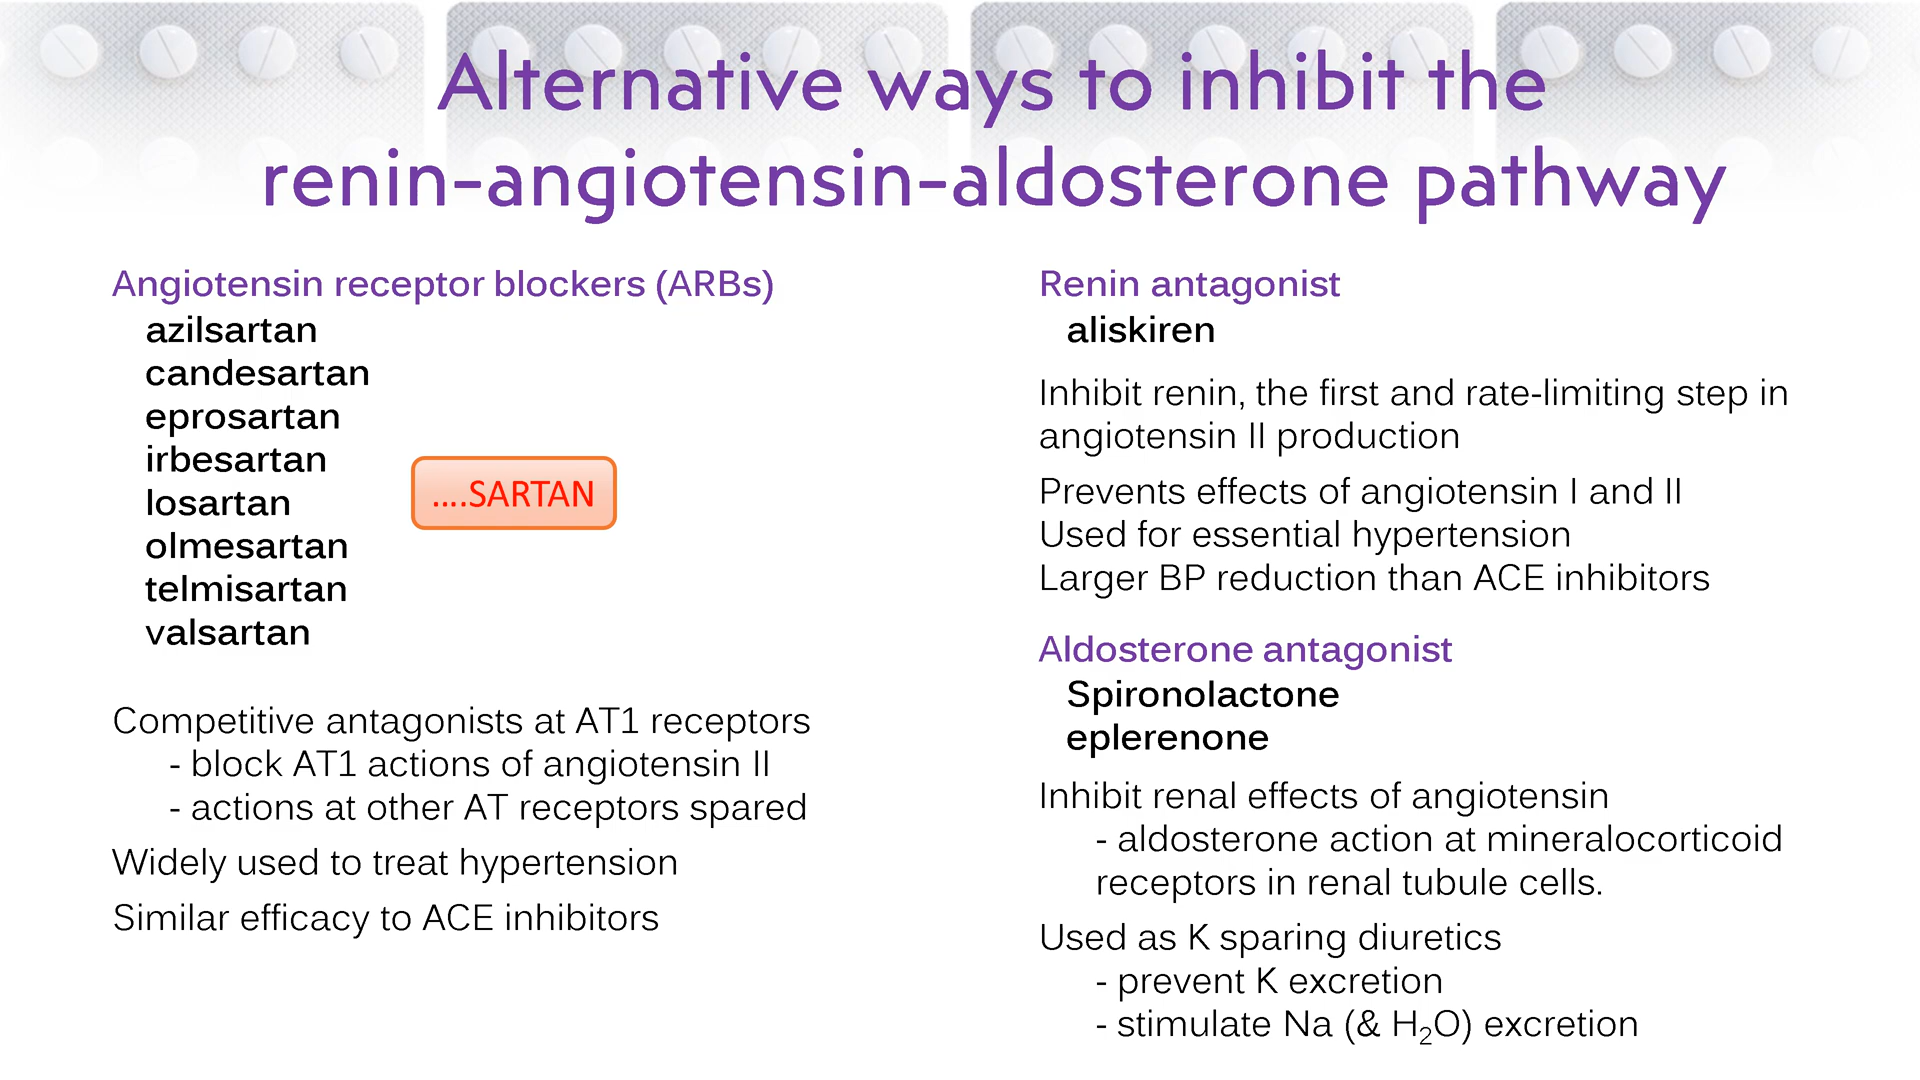 Alternative ways to inhibit the
renin-angiotensin-aldosterone pathway
Angiotensin receptor blockers (ARBs)
azilsartan
candesartan
eprosartan
irbesartan
losartan
olmesartan
telmisartan
valsartan
....SARTAN
Competitive antagonists at AT1 receptors
- block AT1 actions of angiotensin II
- actions at other AT receptors spared
Widely used to treat hypertension
Similar efficacy to ACE inhibitors
Renin antagonist
aliskiren
Inhibit renin, the first and rate-limiting step in
angiotensin II production
Prevents effects of angiotensin I and II
Used for essential hypertension
Larger BP reduction than ACE inhibitors
Aldosterone antagonist
Spironolactone
eplerenone
Inhibit renal effects of angiotensin
- aldosterone action at mineralocorticoid
receptors in renal tubule cells.
Used as K sparing diuretics
- prevent K excretion
- stimulate Na (& H₂O) excretion